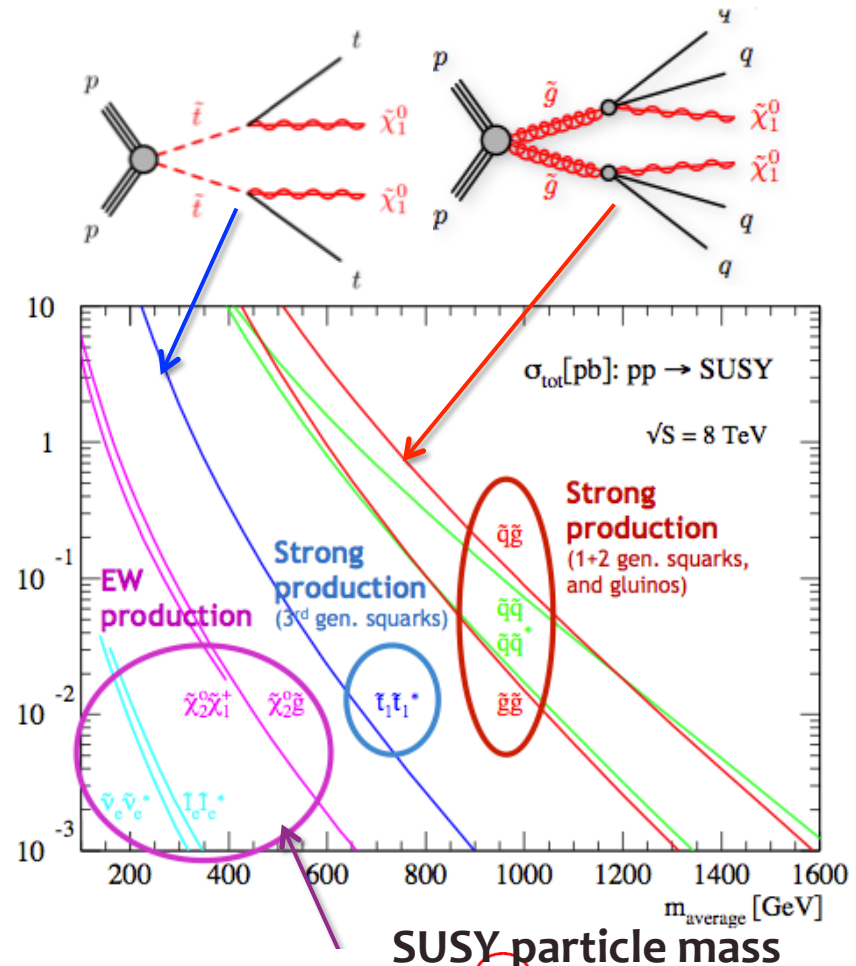 t
q
q
p
p
t̃
g̃
χ̃₁⁰
χ̃₁⁰
χ̃₁⁰
χ̃₁⁰
t̃
g̃
p
p
q
t
q
10
σtot[pb]: pp → SUSY
√S = 8 TeV
1
Strong
production
(1+2 gen. squarks,
and gluinos)
q̃g̃
10⁻¹
EW
production
Strong
production
(3rd gen. squarks)
q̃q̃
q̃q̃*
10⁻²
χ̃₂⁰χ̃₁⁺
χ̃₂⁰g̃
t̃₁t̃₁*
g̃g̃
ν̃eν̃e*
l̃el̃e*
10⁻³
200 400 600 800 1000 1200 1400 1600
maverage [GeV]
SUSY particle mass